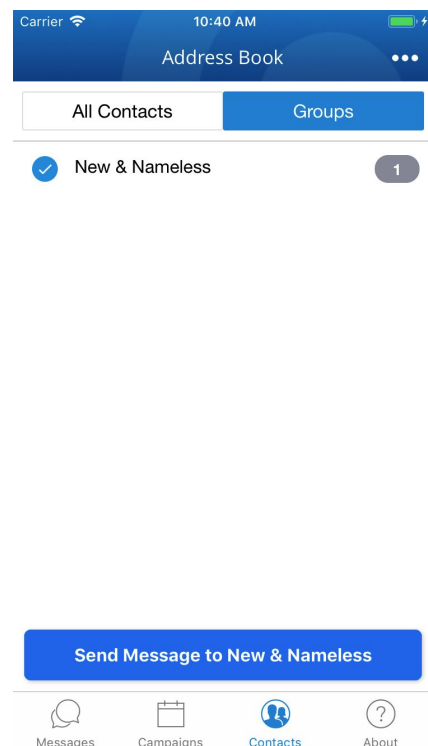 Carrier 10:40 AM
Address Book
All Contacts Groups
New & Nameless 1
Send Message to New & Nameless
Messages Campaigns Contacts About